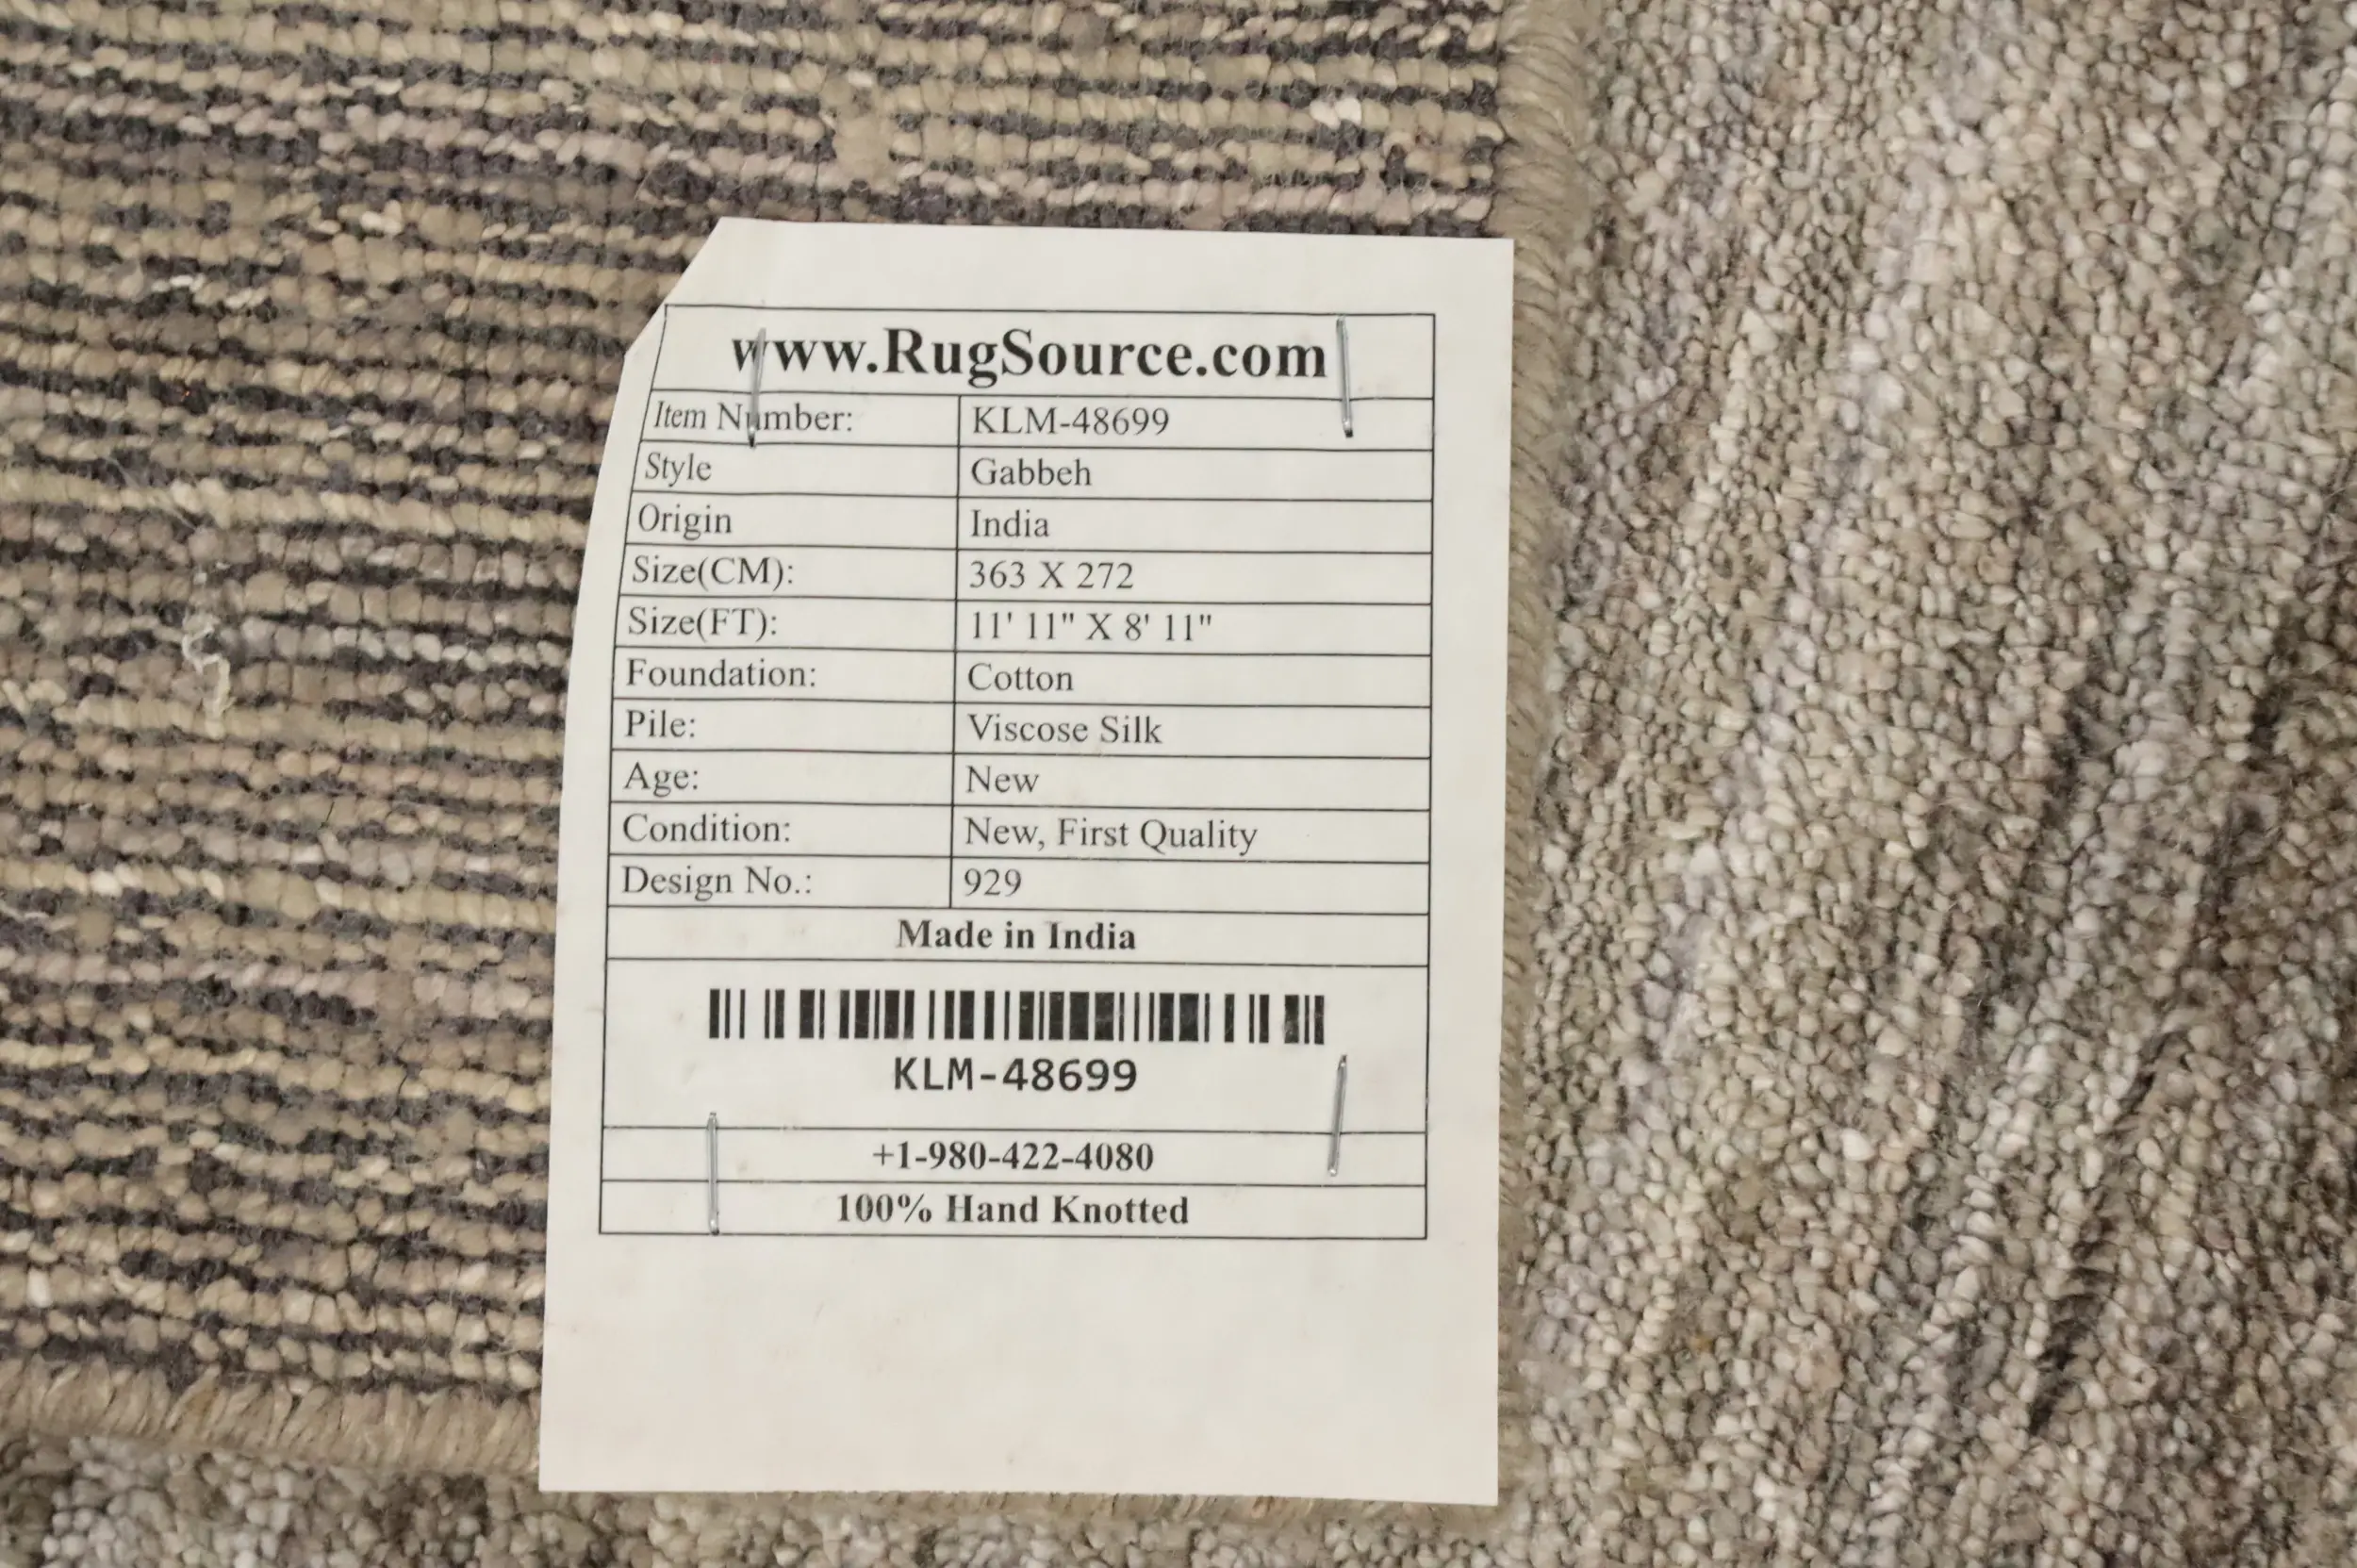 www.RugSource.com
Item Number: KLM-48699
Style Gabbeh
Origin India
Size(CM): 363 X 272
Size(FT): 11' 11" X 8' 11"
Foundation: Cotton
Pile: Viscose Silk
Age: New
Condition: New, First Quality
Design No.: 929
Made in India
KLM-48699
+1-980-422-4080
100% Hand Knotted